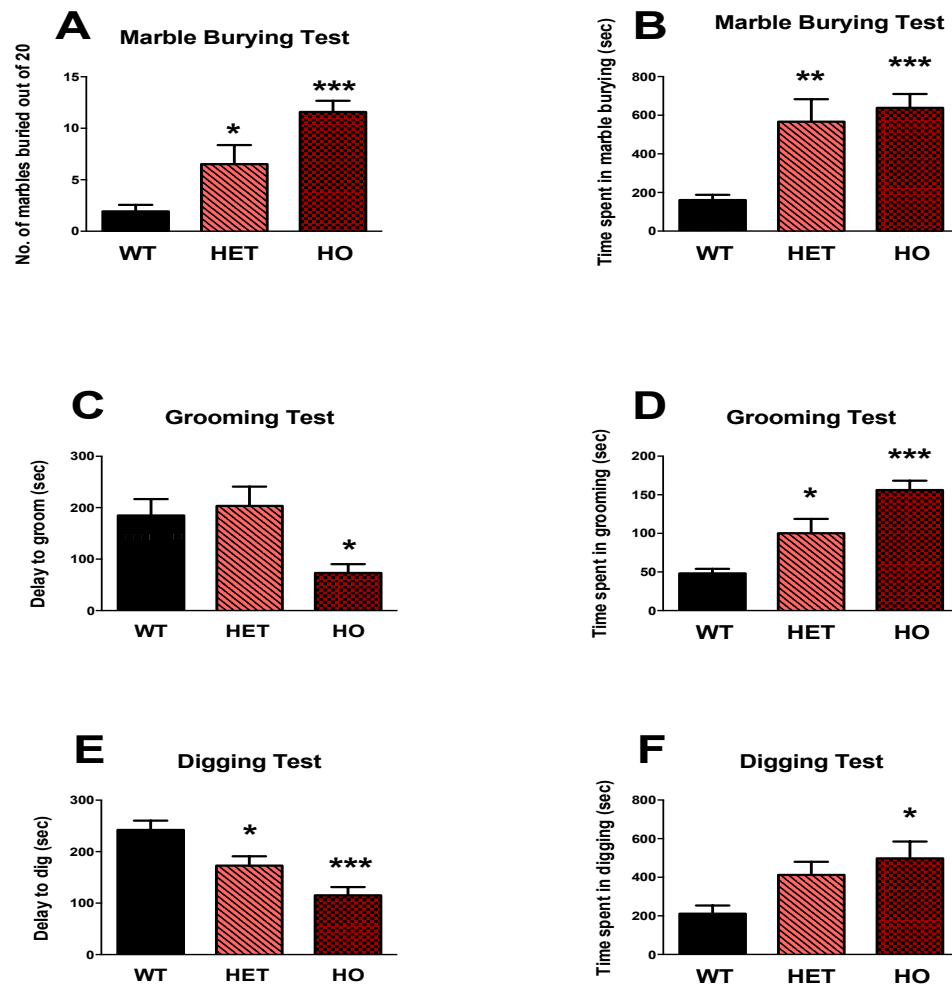 A
Marble Burying Test
No. of marbles buried out of 20
15
10
5
0
*
***
WT HET HO
B
Marble Burying Test
Time spent in marble burying (sec)
800
600
400
200
0
**
***
WT HET HO
C
Grooming Test
Delay to groom (sec)
300
200
100
0
*
WT HET HO
D
Grooming Test
Time spent in grooming (sec)
200
150
100
50
0
*
***
WT HET HO
E
Digging Test
Delay to dig (sec)
300
200
100
0
*
***
WT HET HO
F
Digging Test
Time spent in digging (sec)
800
600
400
200
0
*
WT HET HO